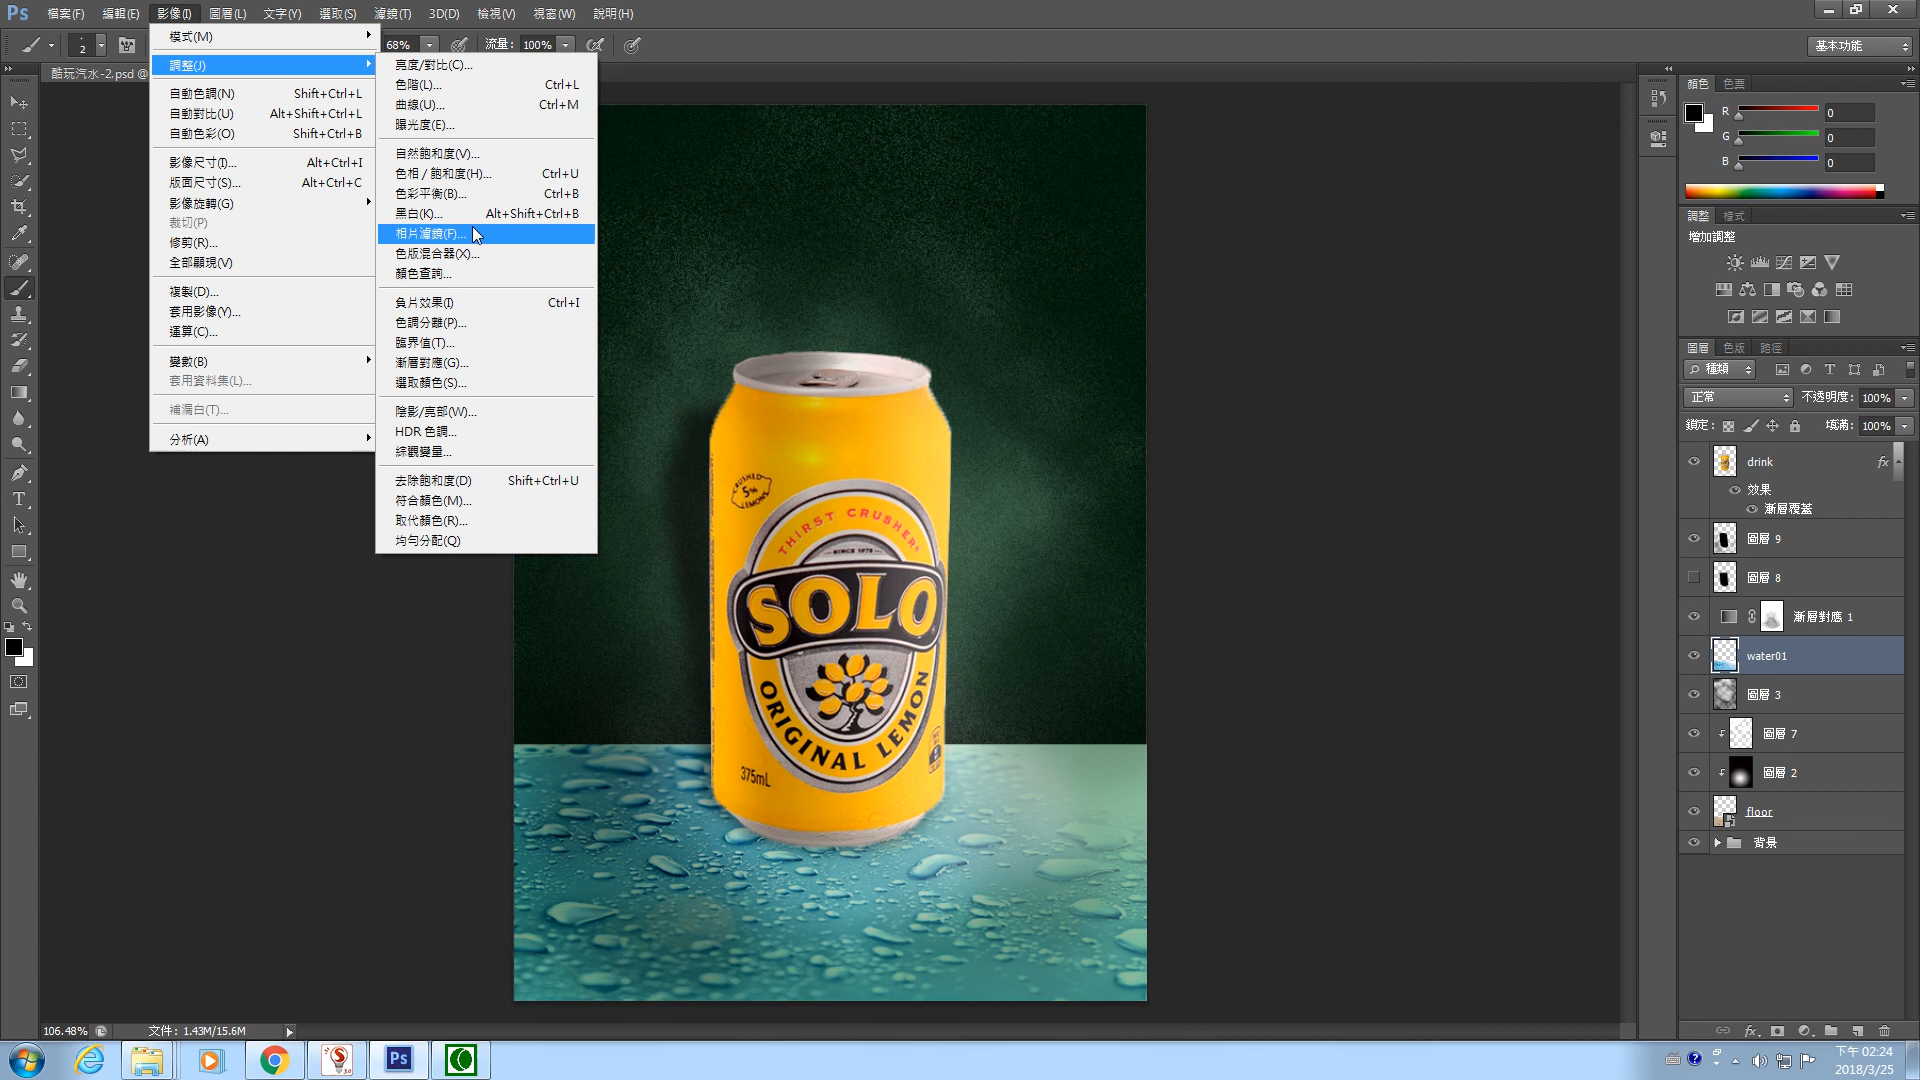 Ps 檔案(F) 編輯(E) 影像(I) 圖層(L) 文字(Y) 選取(S) 濾鏡(T) 3D(D) 檢視(V) 視窗(W) 說明(H)
2 68% 流量: 100% 基本功能
酷玩汽水-2.psd @
模式(M)
調整(J)
自動色調(N) Shift+Ctrl+L
自動對比(U) Alt+Shift+Ctrl+L
自動色彩(O) Shift+Ctrl+B
影像尺寸(I)... Alt+Ctrl+I
版面尺寸(S)... Alt+Ctrl+C
影像旋轉(G)
裁切(P)
修剪(R)...
全部顯現(V)
複製(D)...
套用影像(Y)...
運算(C)...
變數(B)
套用資料集(L)...
補漏白(T)...
分析(A)
亮度/對比(C)...
色階(L)... Ctrl+L
曲線(U)... Ctrl+M
曝光度(E)...
自然飽和度(V)...
色相/飽和度(H)... Ctrl+U
色彩平衡(B)... Ctrl+B
黑白(K)... Alt+Shift+Ctrl+B
相片濾鏡(F)...
色版混合器(X)...
顏色查詢...
負片效果(I) Ctrl+I
色調分離(P)...
臨界值(T)...
漸層對應(G)...
選取顏色(S)...
陰影/亮部(W)...
HDR 色調...
綜觀變量...
去除飽和度(D) Shift+Ctrl+U
符合顏色(M)...
取代顏色(R)...
均勻分配(Q)
CRUSHED
5%
LEMONS
THIRST CRUSHER
SINCE 1973
SOLO
ORIGINAL LEMON
375mL
顏色 色票
R 0
G 0
B 0
調整 樣式
增加調整
圖層 色版 路徑
種類
正常 不透明度: 100%
鎖定: 填滿: 100%
drink fx
效果
漸層覆蓋
圖層 9
圖層 8
漸層對應 1
water01
圖層 3
圖層 7
圖層 2
floor
背景
106.48% 文件: 1.43M/15.6M
下午 02:24
2018/3/25